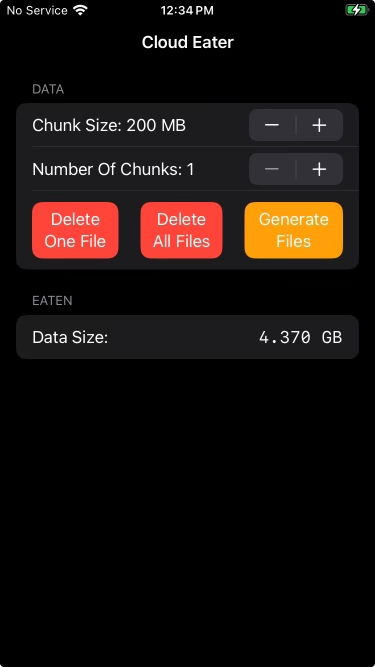 No Service 12:34 PM
Cloud Eater
DATA
Chunk Size: 200 MB
Number Of Chunks: 1
Delete
One File
Delete
All Files
Generate
Files
EATEN
Data Size: 4.370 GB